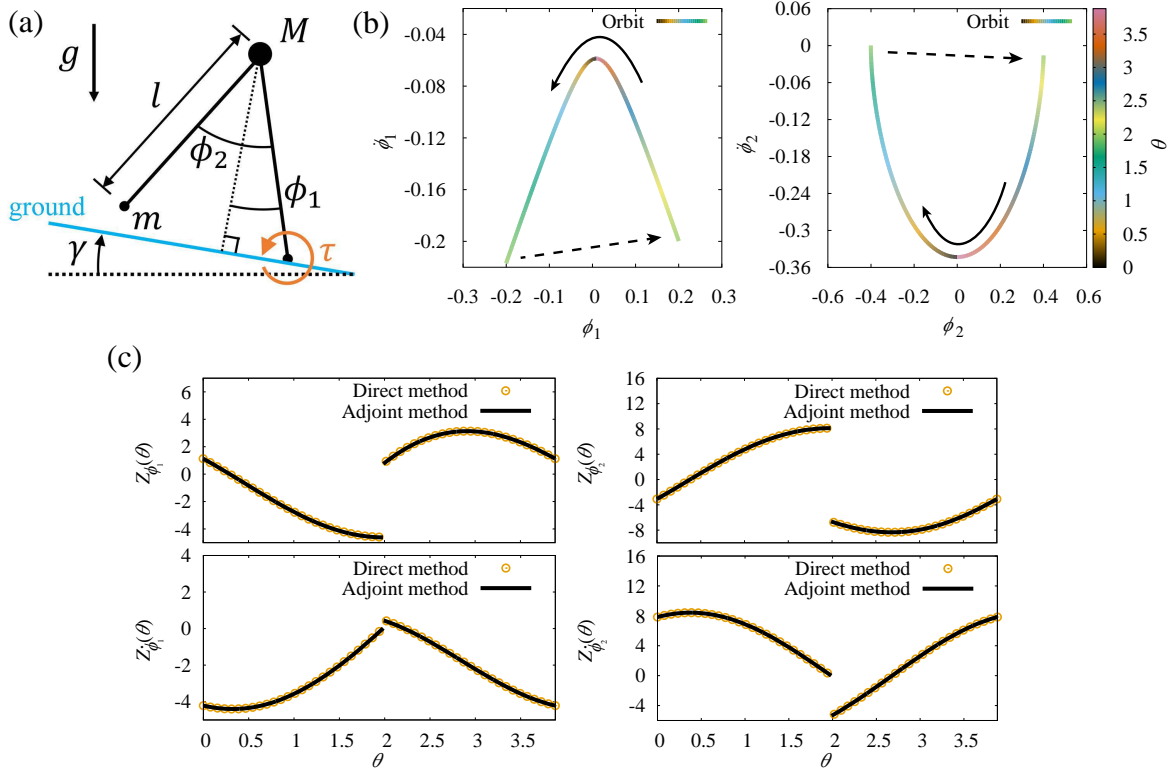 (a)
g
M
l
ϕ2
ϕ1
m
ground
γ
τ
(b)
Orbit
-0.04
-0.08
-0.12
-0.16
-0.2
ϕ̇1
-0.3 -0.2 -0.1 0 0.1 0.2 0.3
ϕ1
Orbit
0.06
0
-0.06
-0.12
-0.18
-0.24
-0.3
-0.36
ϕ̇2
-0.6 -0.4 -0.2 0 0.2 0.4 0.6
ϕ2
3.5
3
2.5
2
1.5
1
0.5
0
θ
(c)
Direct method
Adjoint method
6
4
2
0
-2
-4
-6
Zϕ1(θ)
Direct method
Adjoint method
16
12
8
4
0
-4
-8
Zϕ2(θ)
Direct method
Adjoint method
4
2
0
-2
-4
Zϕ̇1(θ)
0 0.5 1 1.5 2 2.5 3 3.5
θ
Direct method
Adjoint method
16
12
8
4
0
-4
Zϕ̇2(θ)
0 0.5 1 1.5 2 2.5 3 3.5
θ